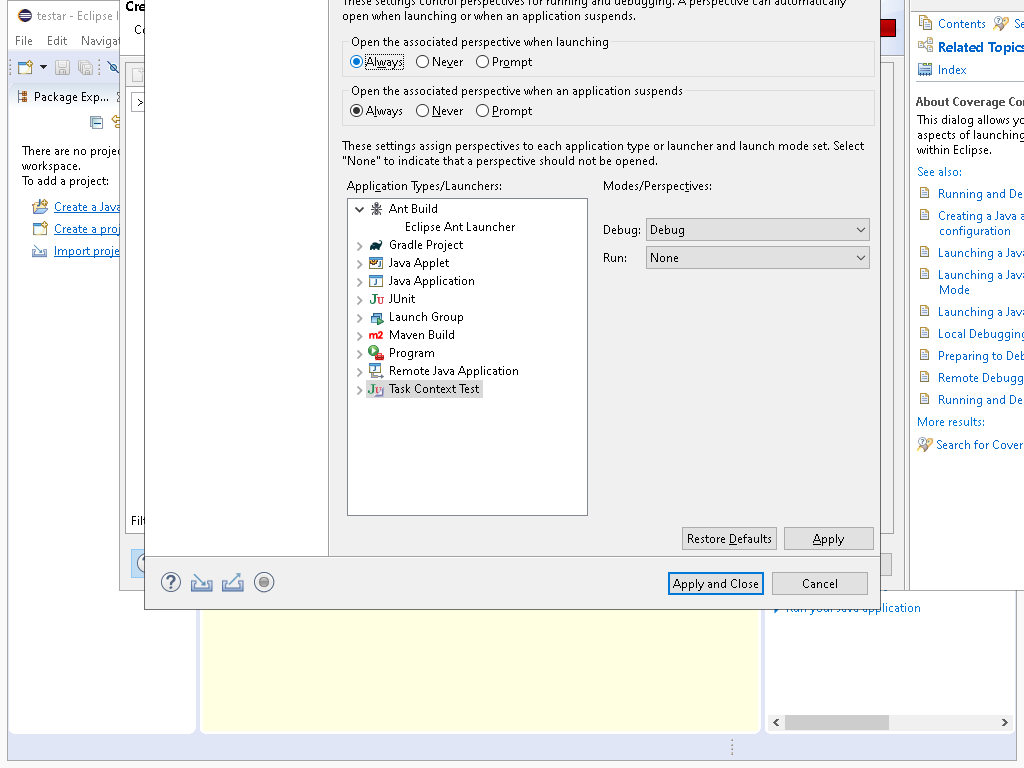 testar - Eclipse I
File Edit Navigat
Package Exp...
There are no proje
workspace.
To add a project:
Create a Java
Create a proj
Import proje
Cre
Filt
These settings control perspectives for running and debugging. A perspective can automatically
open when launching or when an application suspends.
Open the associated perspective when launching
Always Never Prompt
Open the associated perspective when an application suspends
Always Never Prompt
These settings assign perspectives to each application type or launcher and launch mode set. Select
"None" to indicate that a perspective should not be opened.
Application Types/Launchers:
Ant Build
Eclipse Ant Launcher
Gradle Project
Java Applet
Java Application
JUnit
Launch Group
Maven Build
Program
Remote Java Application
Task Context Test
Modes/Perspectives:
Debug: Debug
Run: None
Restore Defaults Apply
Apply and Close Cancel
Contents Se
Related Topics
Index
About Coverage Co
This dialog allows yo
aspects of launching
within Eclipse.
See also:
Running and De
Creating a Java a
configuration
Launching a Java
Launching a Java
Mode
Launching a Java
Local Debugging
Preparing to Deb
Remote Debugg
Running and De
More results:
Search for Cover
Run your Java application